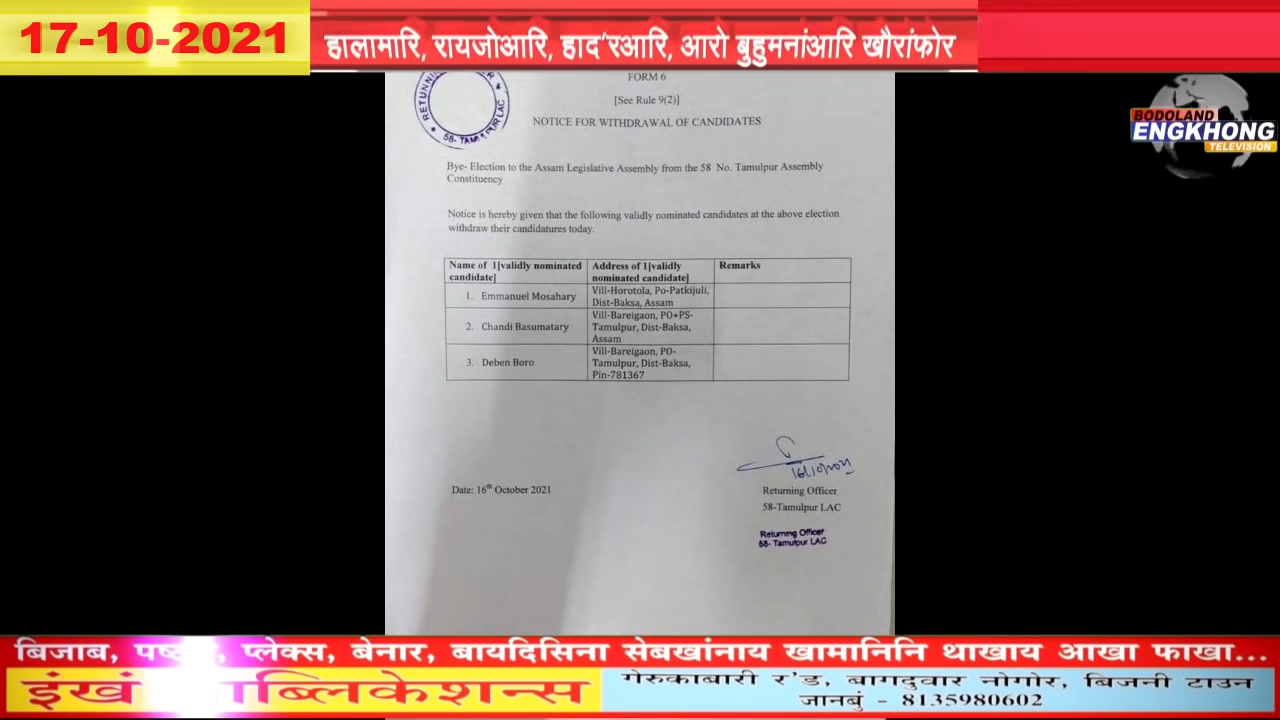 17-10-2021
हालामारि, रायजोआरि, हाद'रआरि, आरो बुहुमनांआरि खौरांफोर
BODOLAND
ENGKHONG
TELEVISION
58- TAMULPUR LAC
FORM 6
[See Rule 9(2)]
NOTICE FOR WITHDRAWAL OF CANDIDATES
Bye- Election to the Assam Legislative Assembly from the 58 No. Tamulpur Assembly
Constituency
Notice is hereby given that the following validly nominated candidates at the above election
withdraw their candidatures today.
Name of 1[validly nominated candidate] Address of 1[validly nominated candidate] Remarks
1. Emmanuel Mosahary Vill-Horotola, Po-Patkijuli, Dist-Baksa, Assam
2. Chandi Basumatary Vill-Bareigaon, PO+PS-Tamulpur, Dist-Baksa, Assam
3. Deben Boro Vill-Bareigaon, PO-Tamulpur, Dist-Baksa, Pin-781367
16/10/2021
Date: 16th October 2021
Returning Officer
58-Tamulpur LAC
Returning Officer
58- Tamulpur LAC
बिजाब, प्लेक्स, बेनार, बायदिसिना सेबखांनाय खामानिनि थाखाय आखा फाखा...
गेरुकाबारी र'ड, बागदुवार नोगोर, बिजनी टाउन
जानबुं - 8135980602